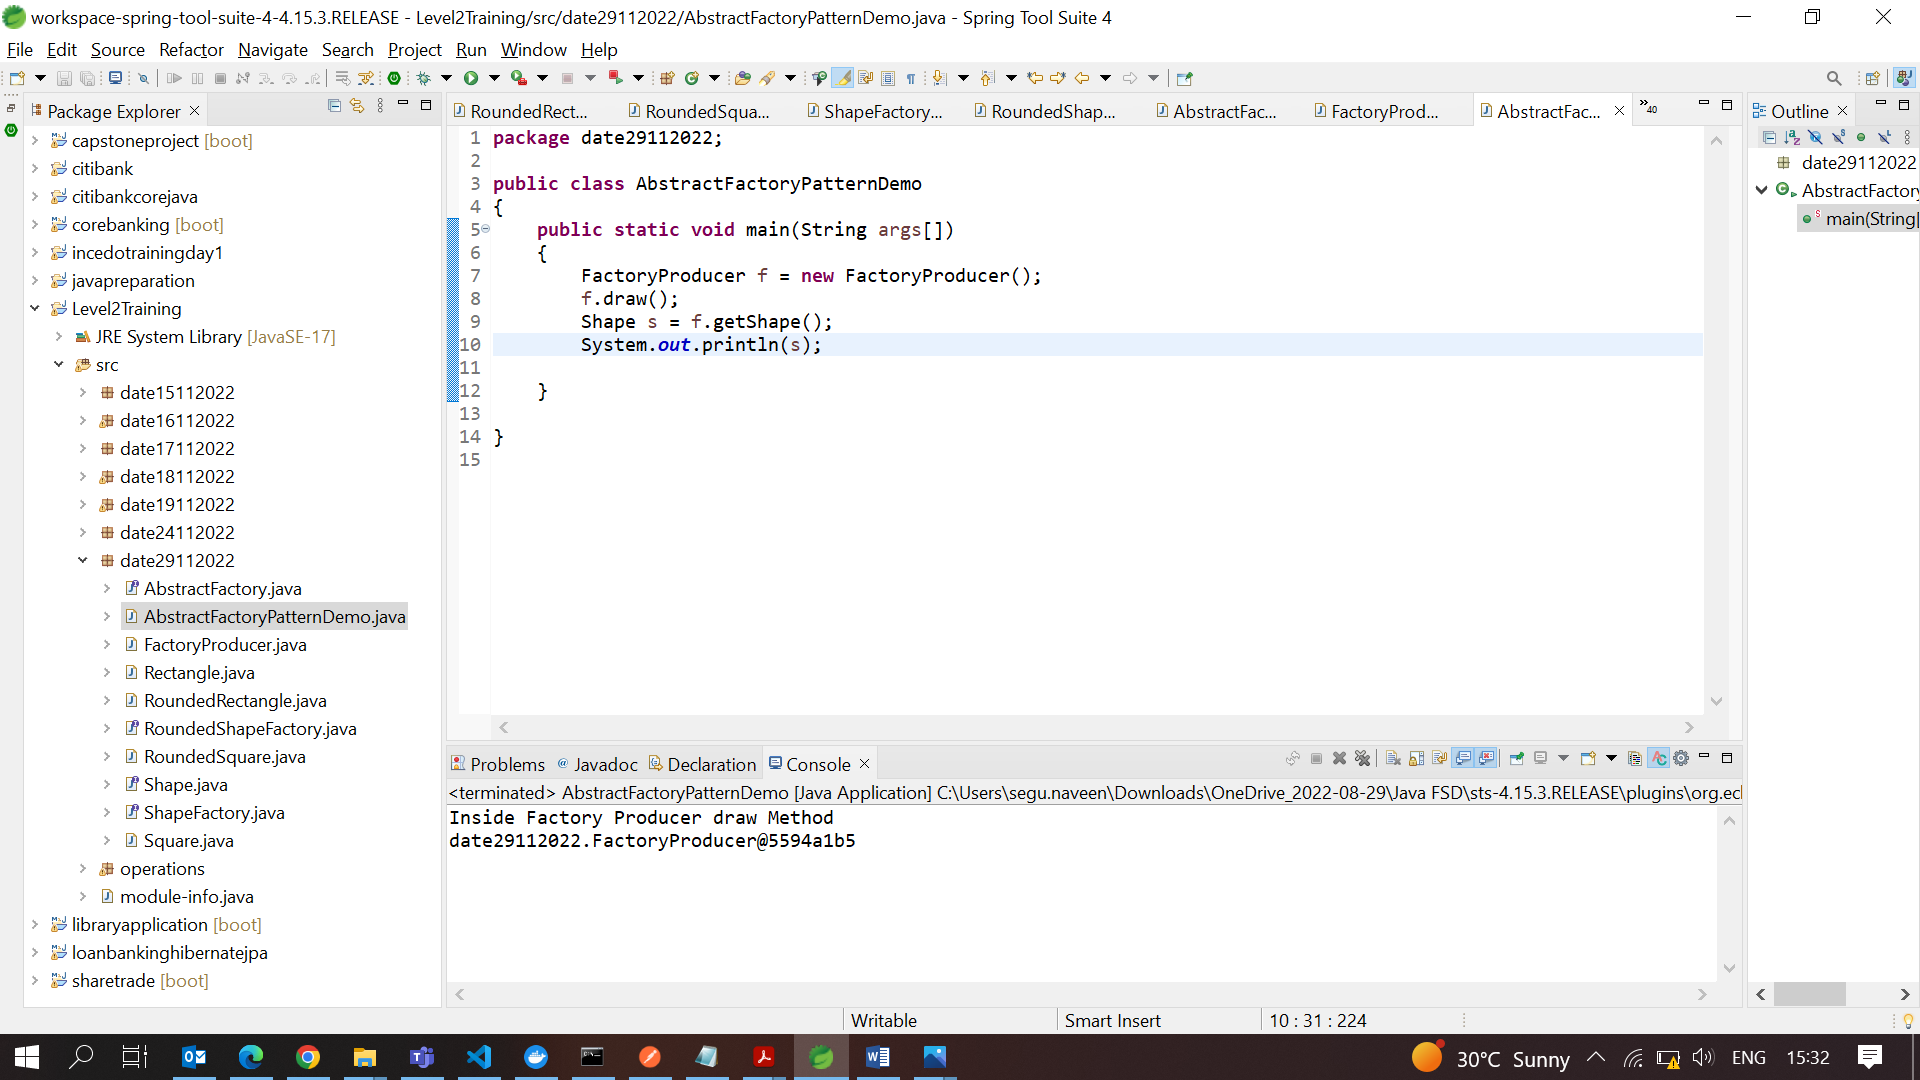 workspace-spring-tool-suite-4-4.15.3.RELEASE - Level2Training/src/date29112022/AbstractFactoryPatternDemo.java - Spring Tool Suite 4
File Edit Source Refactor Navigate Search Project Run Window Help
Package Explorer
capstoneproject [boot]
citibank
citibankcorejava
corebanking [boot]
incedotrainingday1
javapreparation
Level2Training
JRE System Library [JavaSE-17]
src
date15112022
date16112022
date17112022
date18112022
date19112022
date24112022
date29112022
AbstractFactory.java
AbstractFactoryPatternDemo.java
FactoryProducer.java
Rectangle.java
RoundedRectangle.java
RoundedShapeFactory.java
RoundedSquare.java
Shape.java
ShapeFactory.java
Square.java
operations
module-info.java
libraryapplication [boot]
loanbankinghibernatejpa
sharetrade [boot]
RoundedRect... RoundedSqua... ShapeFactory... RoundedShap... AbstractFac... FactoryProd... AbstractFac... »40
1 package date29112022;
2
3 public class AbstractFactoryPatternDemo
4 {
5 public static void main(String args[])
6 {
7 FactoryProducer f = new FactoryProducer();
8 f.draw();
9 Shape s = f.getShape();
10 System.out.println(s);
11
12 }
13
14 }
15
Outline
date29112022
AbstractFactory
main(String[
Problems @ Javadoc Declaration Console
<terminated> AbstractFactoryPatternDemo [Java Application] C:\Users\segu.naveen\Downloads\OneDrive_2022-08-29\Java FSD\sts-4.15.3.RELEASE\plugins\org.ecl
Inside Factory Producer draw Method
date29112022.FactoryProducer@5594a1b5
Writable Smart Insert 10 : 31 : 224
30°C Sunny ENG 15:32